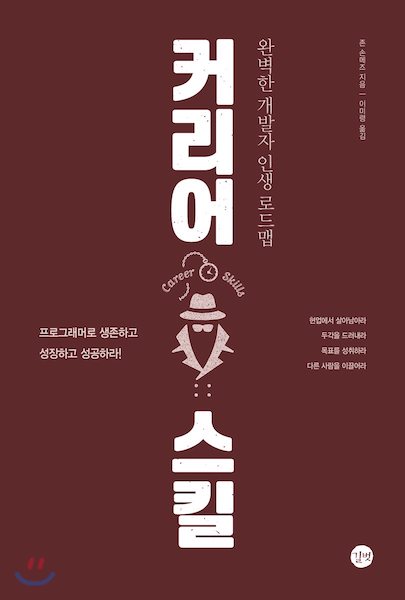 커리어
스킬
완벽한 개발자 인생 로드맵
존 손메즈 지음 — 이미령 옮김
Career Skills
프로그래머로 생존하고
성장하고 성공하라!
현업에서 살아남아라
두각을 드러내라
목표를 성취하라
다른 사람을 이끌어라
길벗